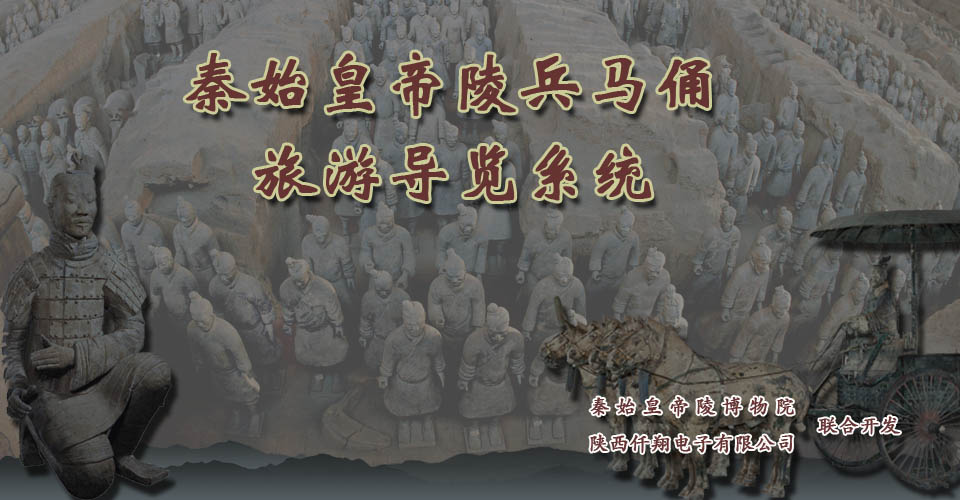 秦始皇帝陵兵马俑
旅游导览系统
秦始皇帝陵博物院
陕西仟翔电子有限公司
联合开发